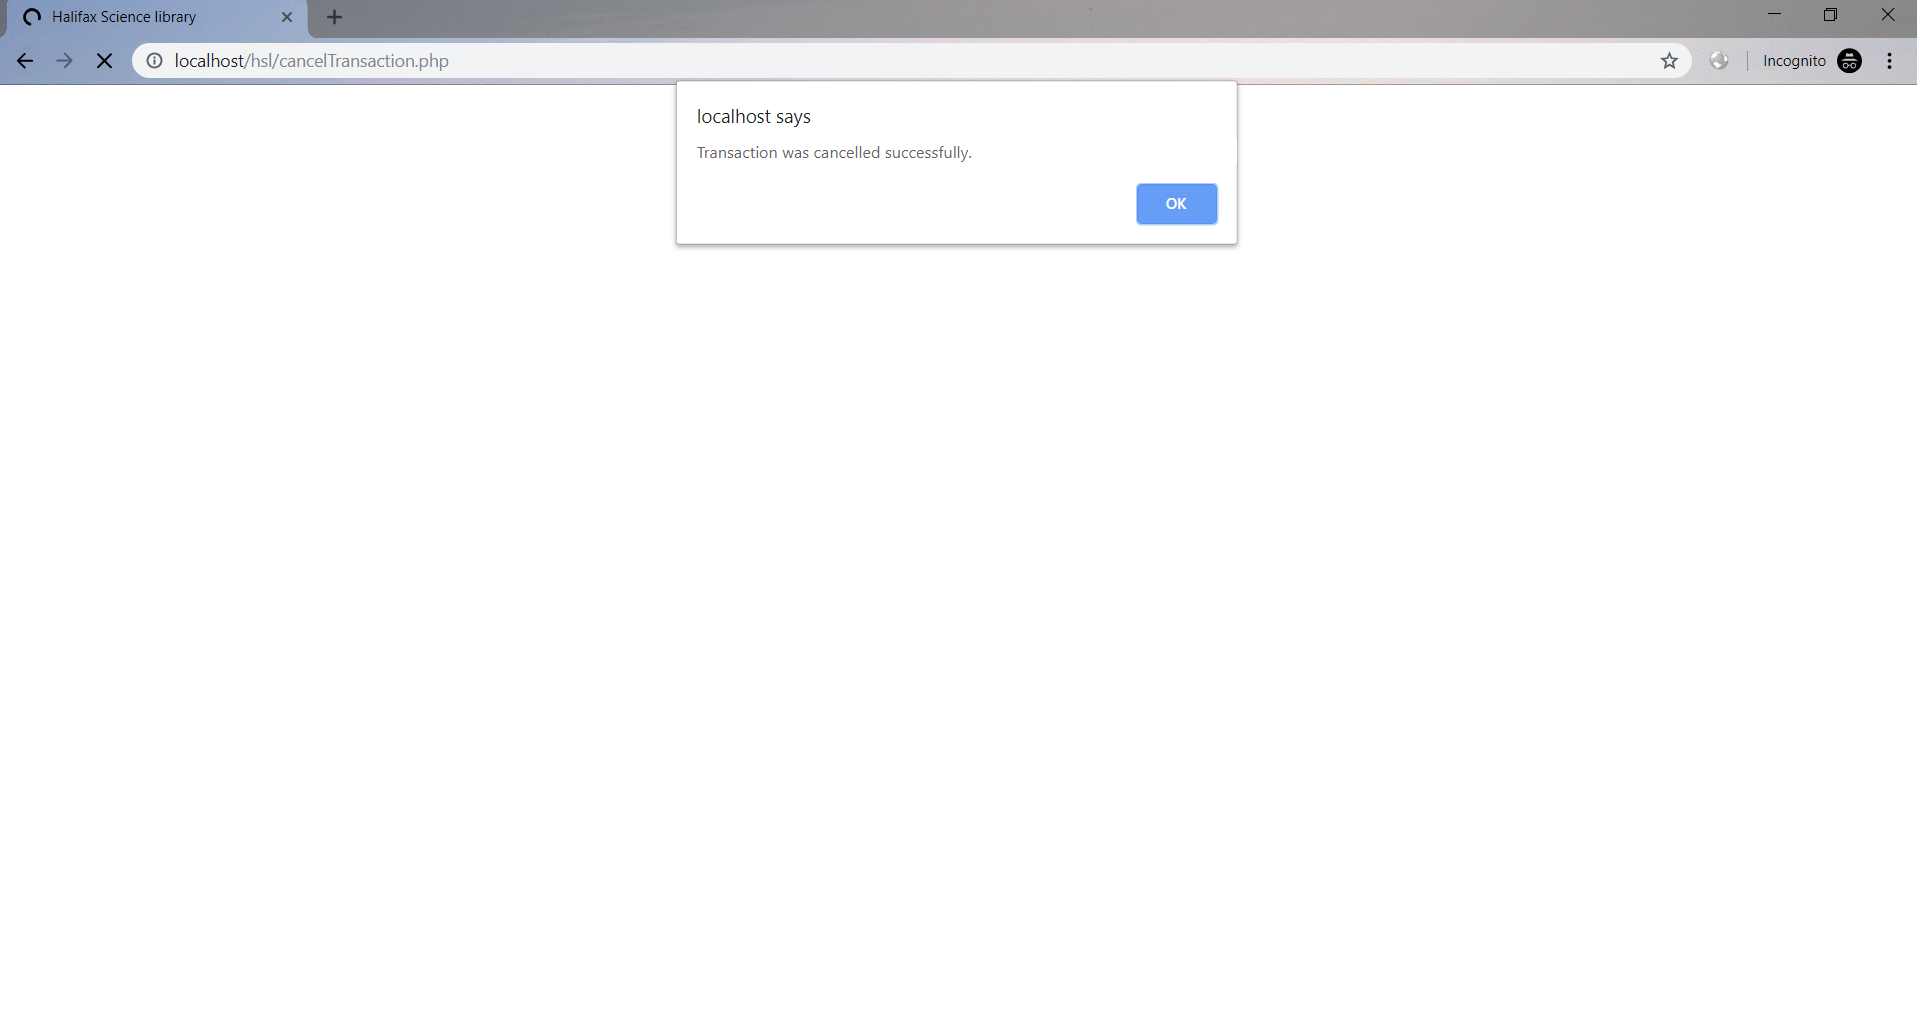 Halifax Science library
localhost/hsl/cancelTransaction.php
Incognito
localhost says
Transaction was cancelled successfully.
OK